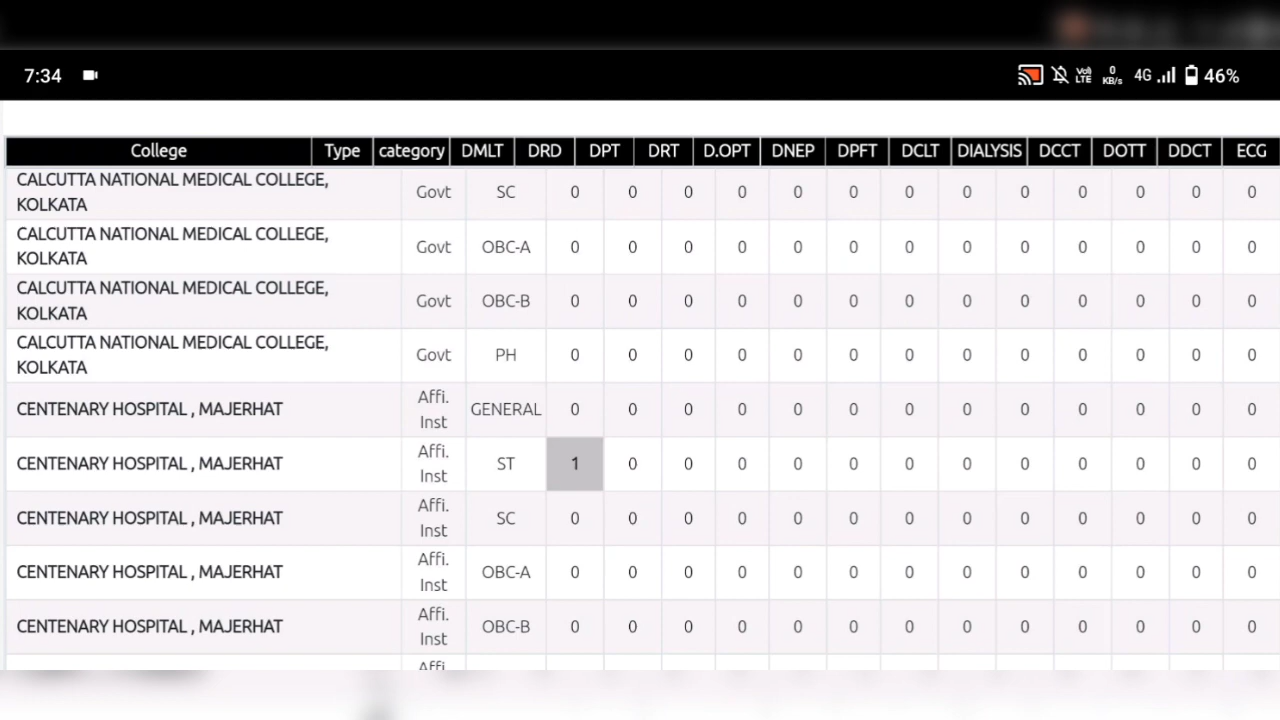 7:34 Vo) LTE 0 KB/s 4G 46%
College Type category DMLT DRD DPT DRT D.OPT DNEP DPFT DCLT DIALYSIS DCCT DOTT DDCT ECG
CALCUTTA NATIONAL MEDICAL COLLEGE,
KOLKATA Govt SC 0 0 0 0 0 0 0 0 0 0 0 0 0
CALCUTTA NATIONAL MEDICAL COLLEGE,
KOLKATA Govt OBC-A 0 0 0 0 0 0 0 0 0 0 0 0 0
CALCUTTA NATIONAL MEDICAL COLLEGE,
KOLKATA Govt OBC-B 0 0 0 0 0 0 0 0 0 0 0 0 0
CALCUTTA NATIONAL MEDICAL COLLEGE,
KOLKATA Govt PH 0 0 0 0 0 0 0 0 0 0 0 0 0
CENTENARY HOSPITAL , MAJERHAT Affi. Inst GENERAL 0 0 0 0 0 0 0 0 0 0 0 0 0
CENTENARY HOSPITAL , MAJERHAT Affi. Inst ST 1 0 0 0 0 0 0 0 0 0 0 0 0
CENTENARY HOSPITAL , MAJERHAT Affi. Inst SC 0 0 0 0 0 0 0 0 0 0 0 0 0
CENTENARY HOSPITAL , MAJERHAT Affi. Inst OBC-A 0 0 0 0 0 0 0 0 0 0 0 0 0
CENTENARY HOSPITAL , MAJERHAT Affi. Inst OBC-B 0 0 0 0 0 0 0 0 0 0 0 0 0
Affi.